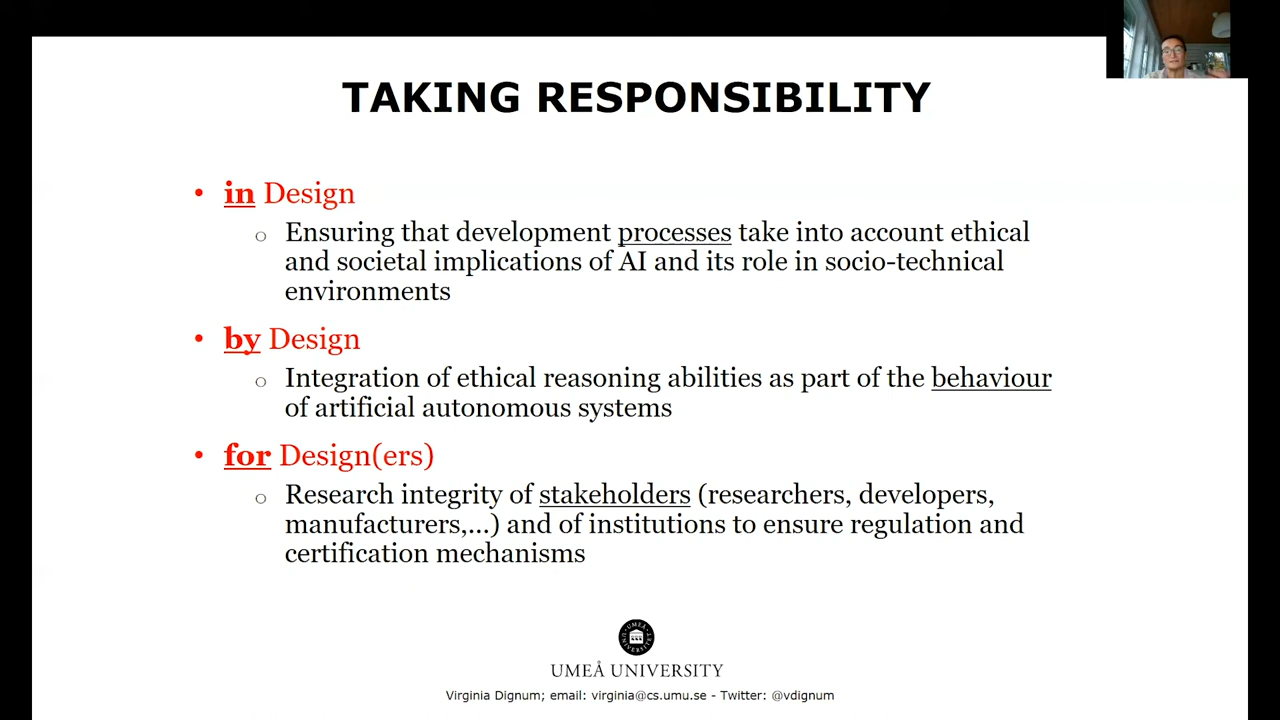 TAKING RESPONSIBILITY
• in Design
o Ensuring that development processes take into account ethical
and societal implications of AI and its role in socio-technical
environments
• by Design
o Integration of ethical reasoning abilities as part of the behaviour
of artificial autonomous systems
• for Design(ers)
o Research integrity of stakeholders (researchers, developers,
manufacturers,...) and of institutions to ensure regulation and
certification mechanisms
UMEÅ UNIVERSITY
Virginia Dignum; email: virginia@cs.umu.se - Twitter: @vdignum